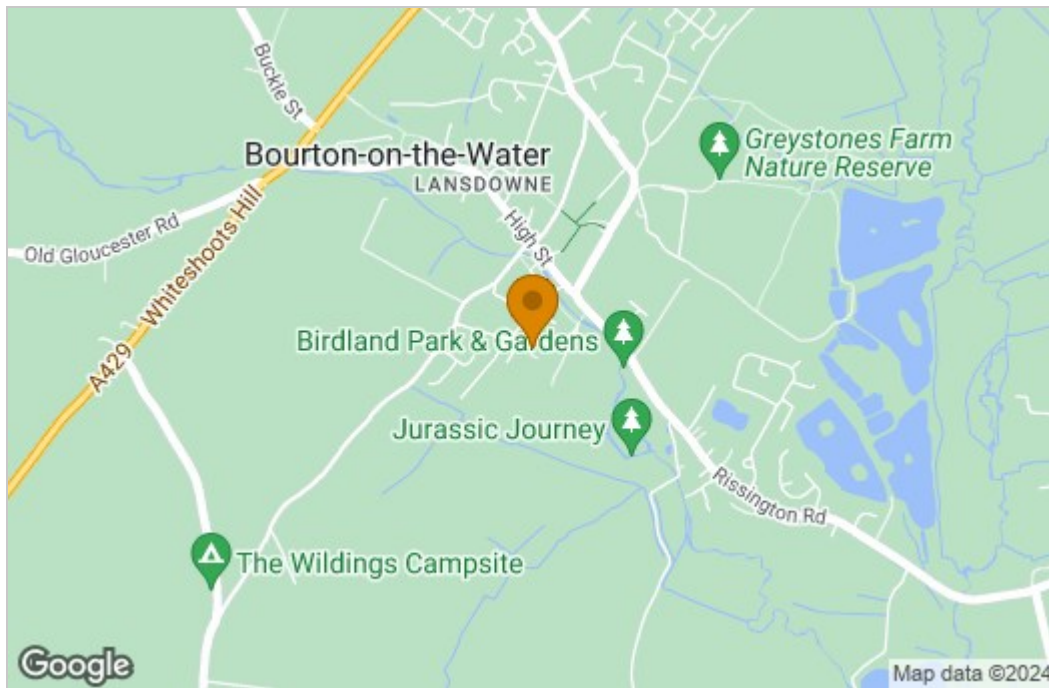 Buckle St
Bourton-on-the-Water
LANSDOWNE
Greystones Farm
Nature Reserve
Old Gloucester Rd
Whiteshoots Hill
A429
High St
Birdland Park & Gardens
Jurassic Journey
Rissington Rd
The Wildings Campsite
Google
Map data ©2024